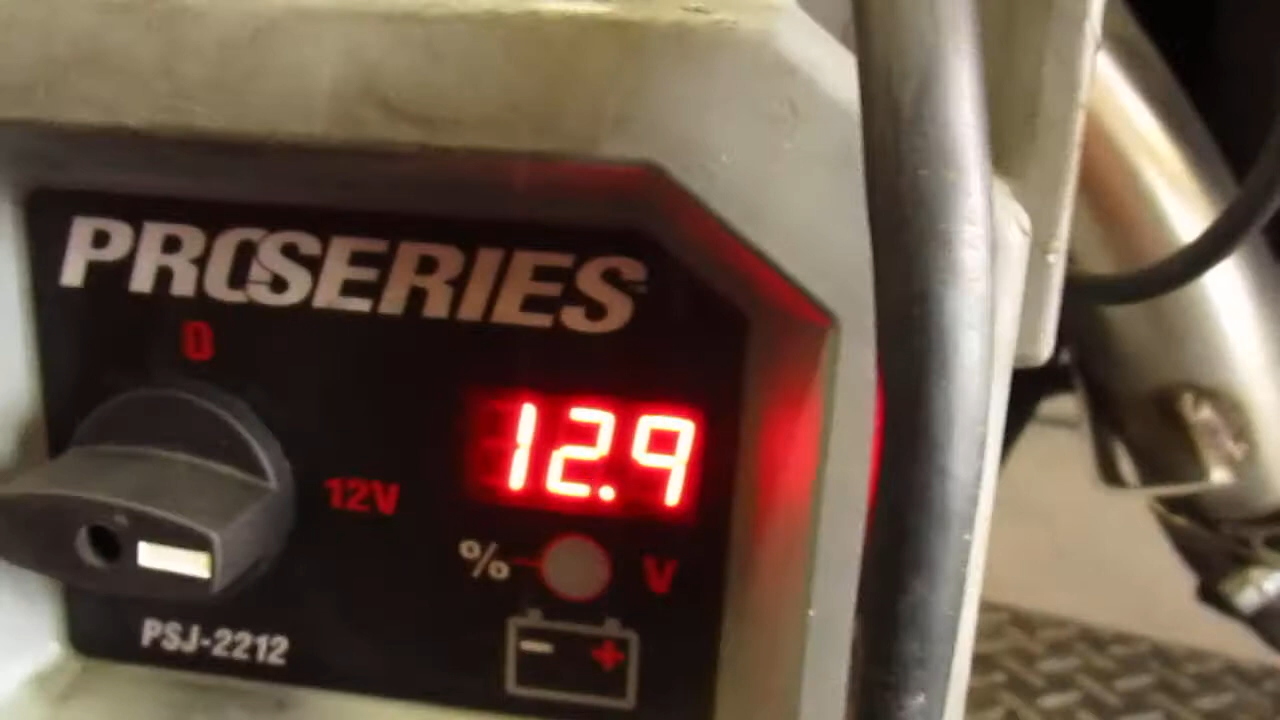 PROSERIES
0
12V
12.9
% V
PSJ-2212
- +